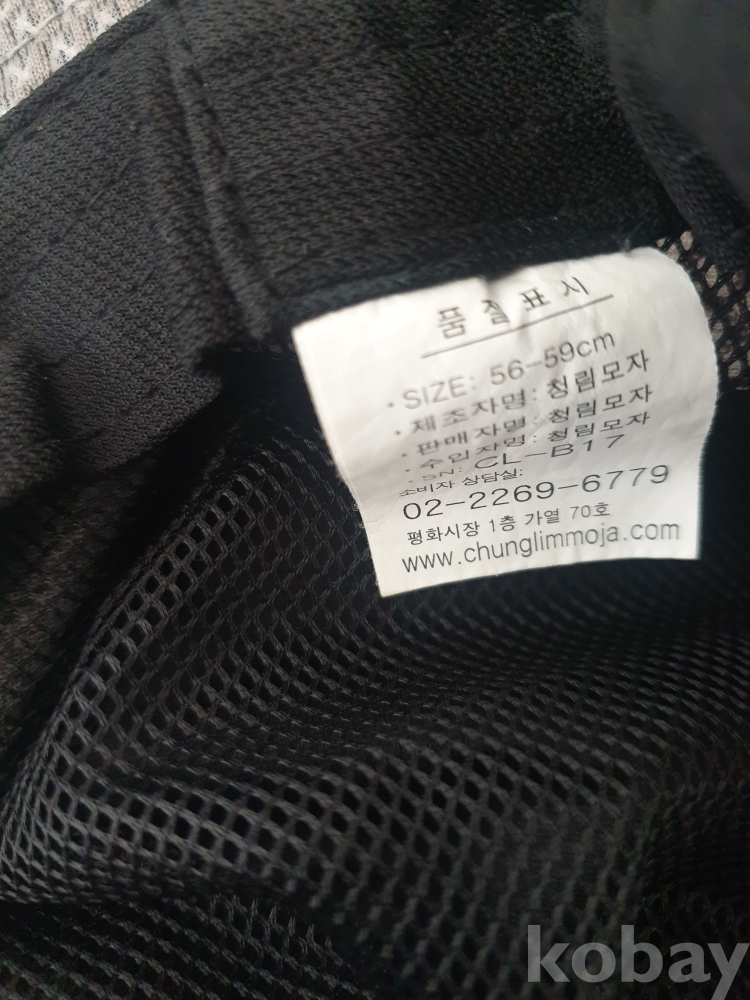 품질표시
· SIZE: 56-59cm
· 제조자명: 청림모자
· 판매자명: 청림모자
· 수입자명: 청림모자
· SN: CL-B17
소비자 상담실:
02-2269-6779
평화시장 1층 가열 70호
www.chunglimmoja.com
kobay